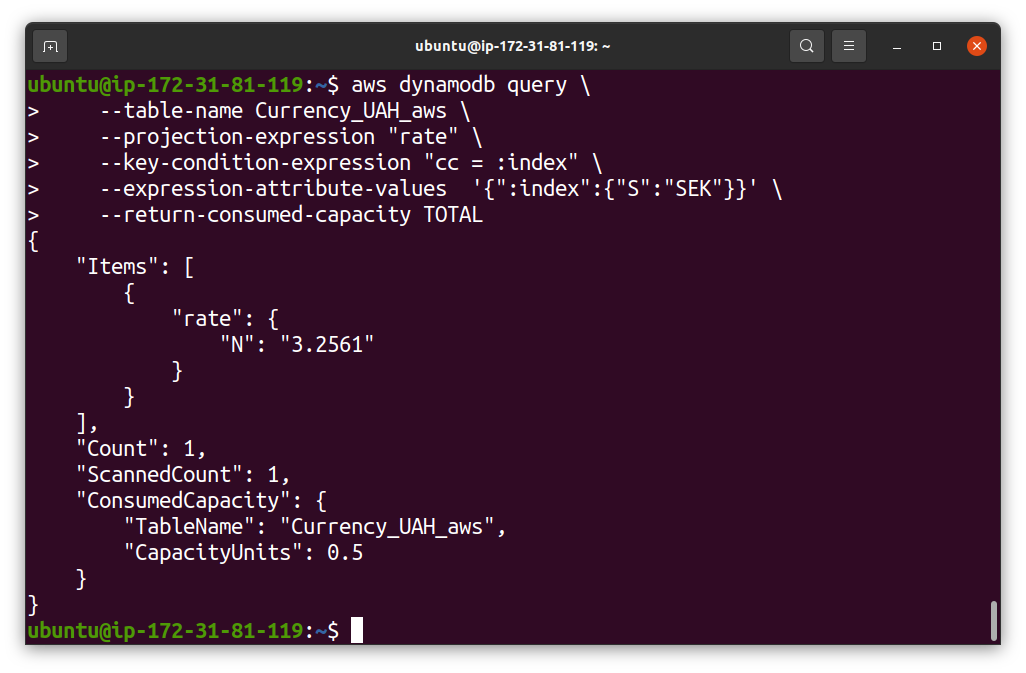 ubuntu@ip-172-31-81-119: ~
ubuntu@ip-172-31-81-119:~$ aws dynamodb query \
>     --table-name Currency_UAH_aws \
>     --projection-expression "rate" \
>     --key-condition-expression "cc = :index" \
>     --expression-attribute-values  '{":index":{"S":"SEK"}}' \
>     --return-consumed-capacity TOTAL
{
    "Items": [
        {
            "rate": {
                "N": "3.2561"
            }
        }
    ],
    "Count": 1,
    "ScannedCount": 1,
    "ConsumedCapacity": {
        "TableName": "Currency_UAH_aws",
        "CapacityUnits": 0.5
    }
}
ubuntu@ip-172-31-81-119:~$